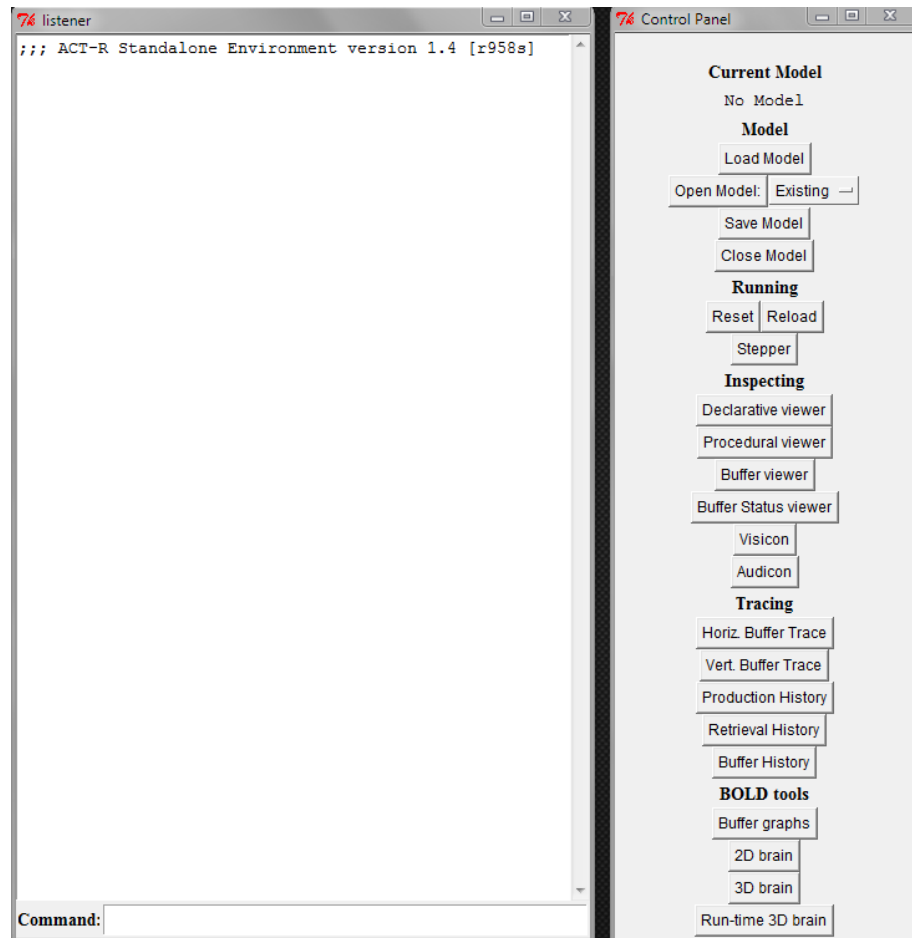 listener
;;; ACT-R Standalone Environment version 1.4 [r958s]
Command:
Control Panel
Current Model
No Model
Model
Load Model
Open Model: Existing
Save Model
Close Model
Running
Reset Reload
Stepper
Inspecting
Declarative viewer
Procedural viewer
Buffer viewer
Buffer Status viewer
Visicon
Audicon
Tracing
Horiz. Buffer Trace
Vert. Buffer Trace
Production History
Retrieval History
Buffer History
BOLD tools
Buffer graphs
2D brain
3D brain
Run-time 3D brain